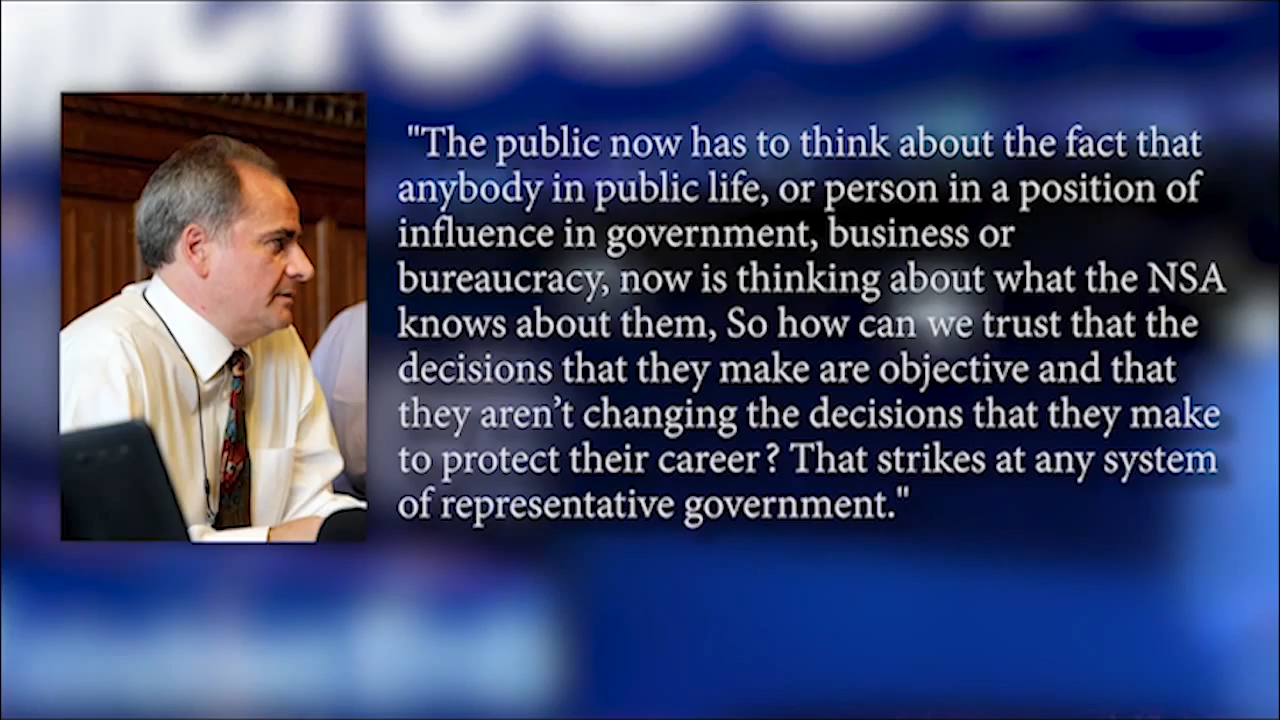 "The public now has to think about the fact that
anybody in public life, or person in a position of
influence in government, business or
bureaucracy, now is thinking about what the NSA
knows about them, So how can we trust that the
decisions that they make are objective and that
they aren’t changing the decisions that they make
to protect their career? That strikes at any system
of representative government."